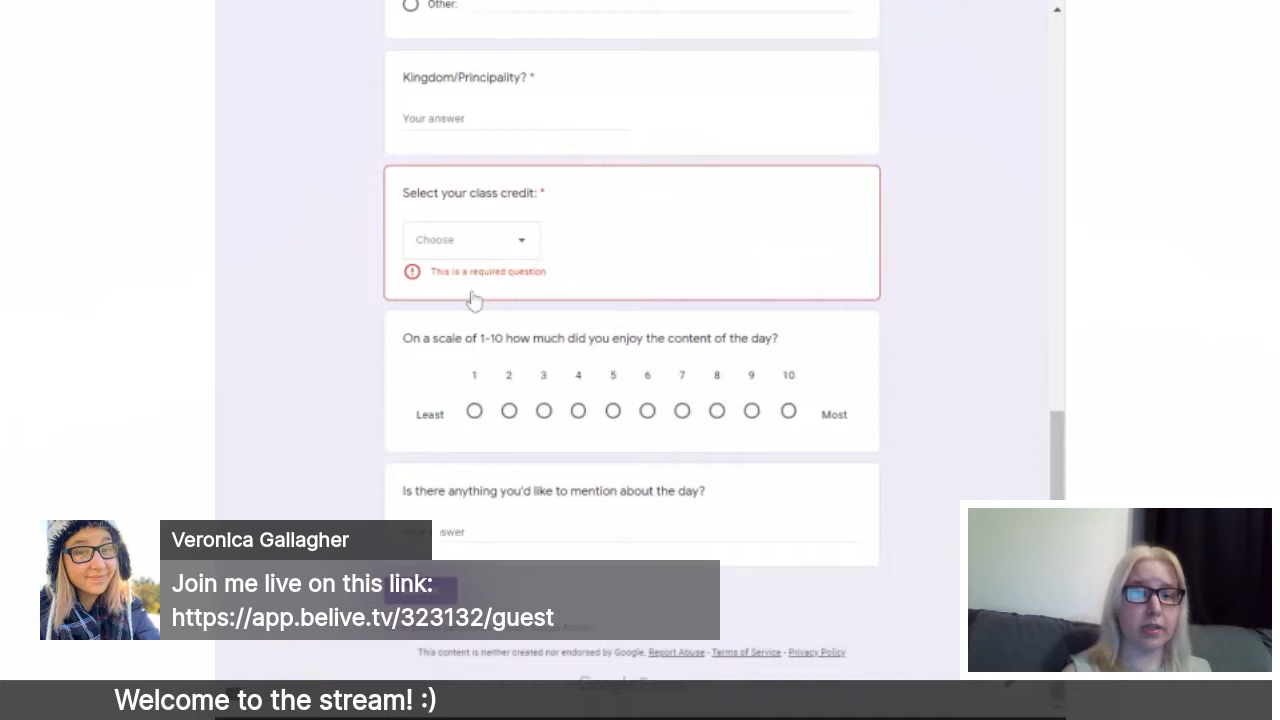 Other:
Kingdom/Principality? *
Your answer
Select your class credit: *
Choose
This is a required question
On a scale of 1-10 how much did you enjoy the content of the day?
1 2 3 4 5 6 7 8 9 10
Least Most
Is there anything you'd like to mention about the day?
Veronica Gallagher
Join me live on this link:
https://app.belive.tv/323132/guest
This content is neither created nor endorsed by Google. Report Abuse - Terms of Service - Privacy Policy
Google
Welcome to the stream! :)